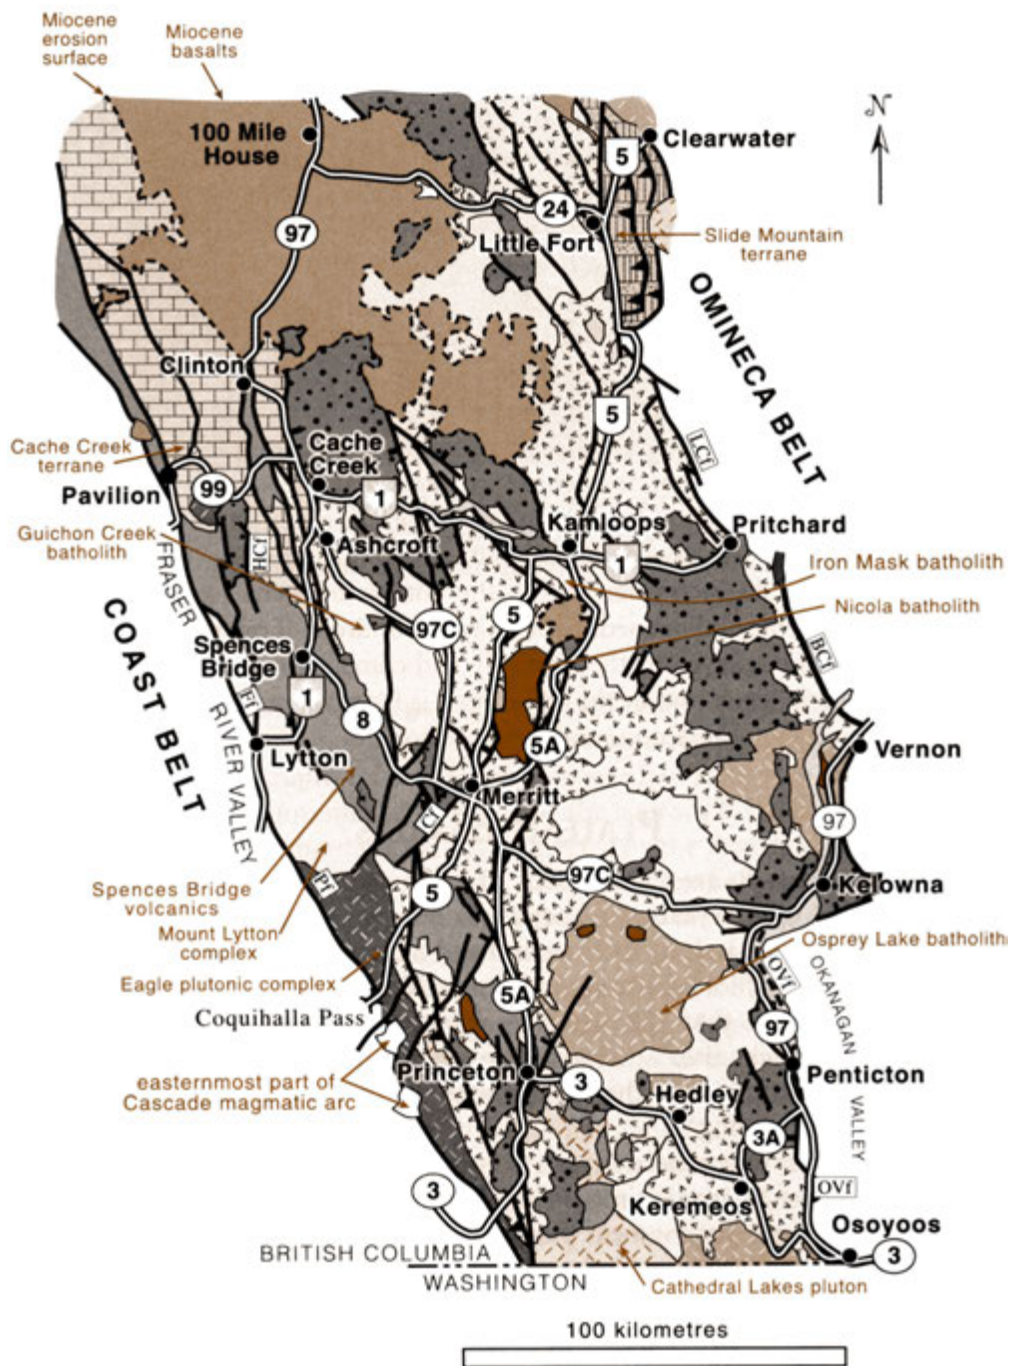 Miocene
erosion
surface
Miocene
basalts
N
100 Mile
House
Clearwater
5
24
97
Little Fort
Slide Mountain
terrane
OMINECA BELT
Clinton
5
Cache Creek
terrane
Cache
Creek
LCf
Pavilion
99
1
Guichon Creek
batholith
Ashcroft
Kamloops
Pritchard
HCf
1
Iron Mask batholith
FRASER
RIVER VALLEY
COAST BELT
97C
5
Nicola batholith
Spences
Bridge
BCf
1
8
Ff
Lytton
5A
Vernon
Merritt
Cf
97
Pf
5
97C
Kelowna
Spences Bridge
volcanics
Mount Lytton
complex
Osprey Lake batholith
Eagle plutonic complex
OVf
OKANAGAN
VALLEY
5A
97
Coquihalla Pass
easternmost part of
Cascade magmatic arc
Princeton
3
Penticton
Hedley
3A
3
Keremeos
OVf
Osoyoos
3
BRITISH COLUMBIA
WASHINGTON
Cathedral Lakes pluton
100 kilometres